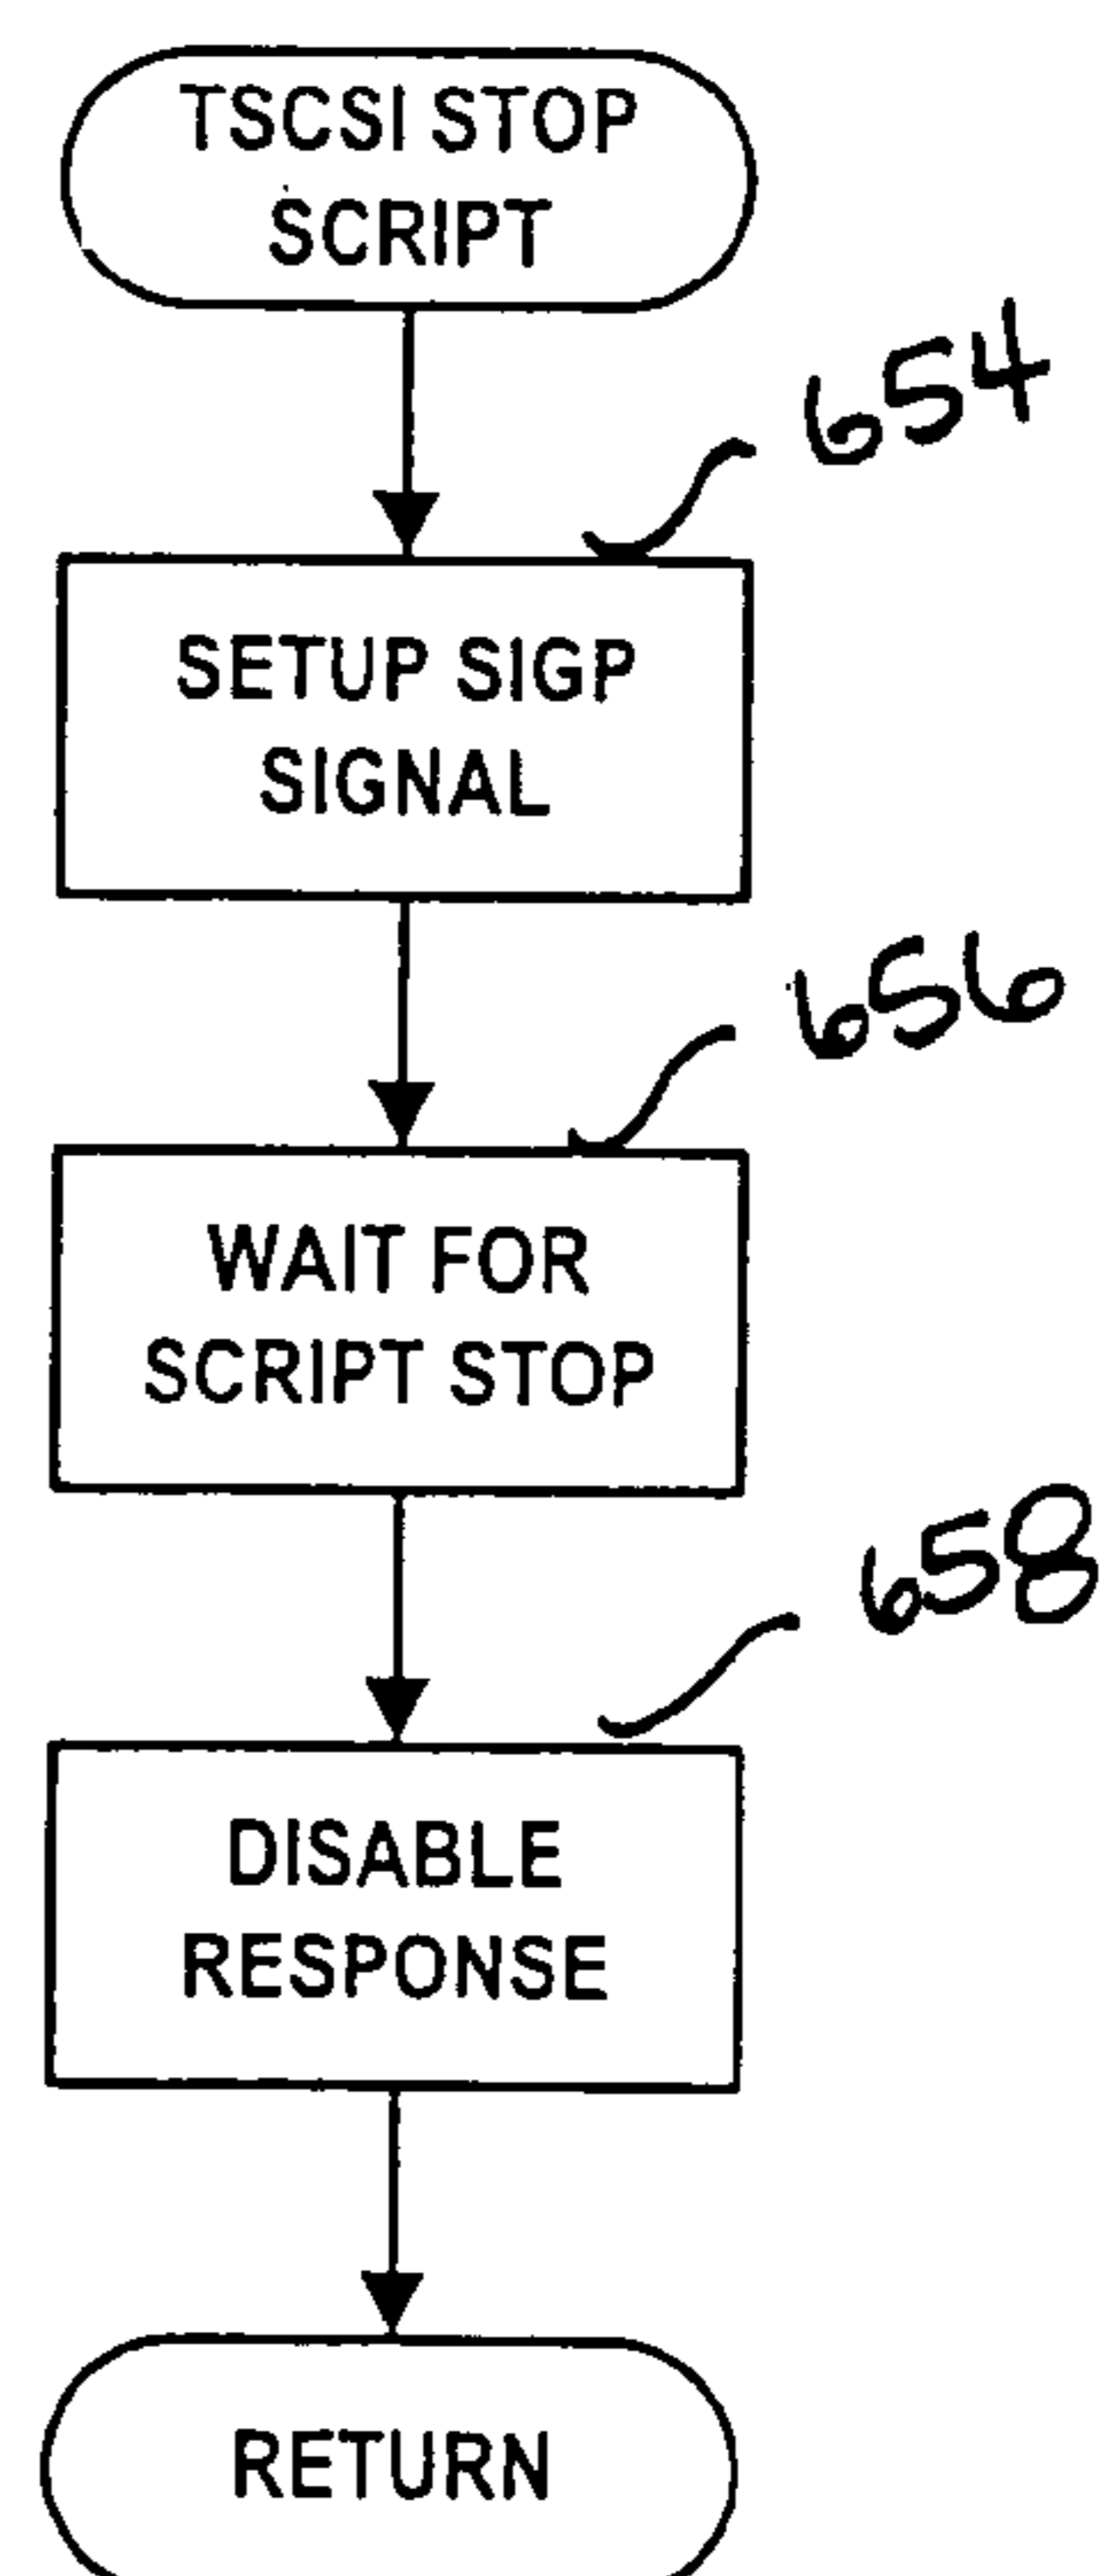 TSCSI STOP
SCRIPT
654
SETUP SIGP
SIGNAL
656
WAIT FOR
SCRIPT STOP
658
DISABLE
RESPONSE
RETURN